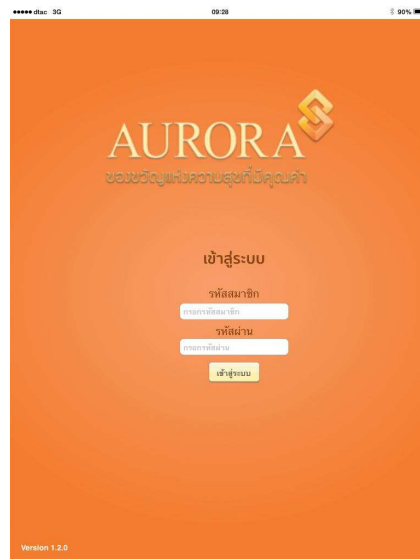 dtac 3G 09:28 90%
AURORA
ของขวัญแห่งความสุขที่มีคุณค่า
เข้าสู่ระบบ
รหัสสมาชิก
กรอกรหัสสมาชิก
รหัสผ่าน
กรอกรหัสผ่าน
เข้าสู่ระบบ
Version 1.2.0